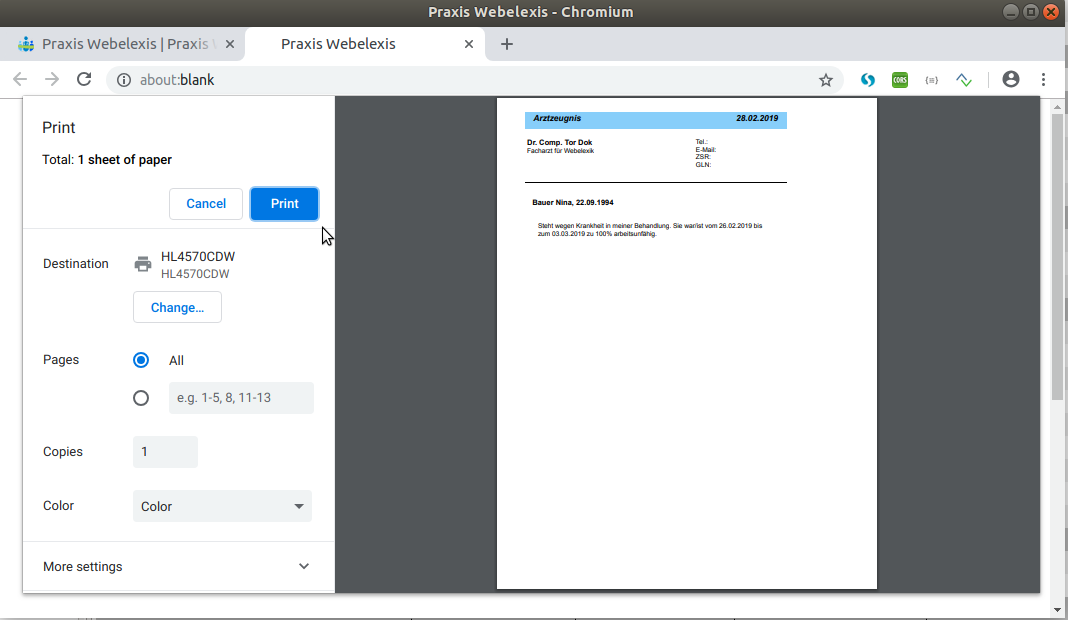 Praxis Webelexis - Chromium
Praxis Webelexis | Praxis
Praxis Webelexis
about:blank
CORS
Print
Total: 1 sheet of paper
Cancel
Print
Destination
HL4570CDW
HL4570CDW
Change...
Pages
All
e.g. 1-5, 8, 11-13
Copies
1
Color
Color
More settings
Arztzeugnis 28.02.2019
Dr. Comp. Tor Dok
Facharzt für Webelexik
Tel.:
E-Mail:
ZSR:
GLN:
Bauer Nina, 22.09.1994
Steht wegen Krankheit in meiner Behandlung. Sie war/ist vom 26.02.2019 bis
zum 03.03.2019 zu 100% arbeitsunfähig.